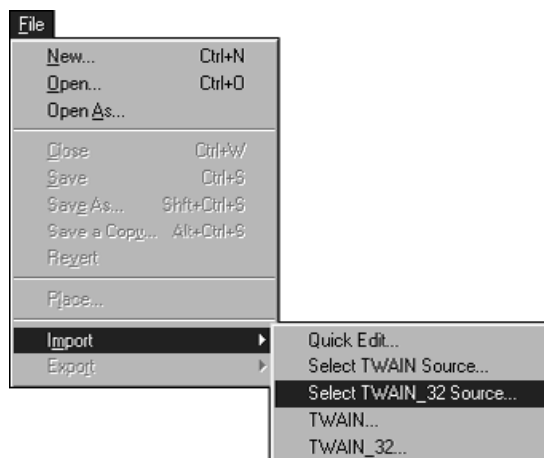 File
New... Ctrl+N
Open... Ctrl+O
Open As...
Close Ctrl+W
Save Ctrl+S
Save As... Shft+Ctrl+S
Save a Copy... Alt+Ctrl+S
Revert
Place...
Import
Export
Quick Edit...
Select TWAIN Source...
Select TWAIN_32 Source...
TWAIN...
TWAIN_32...